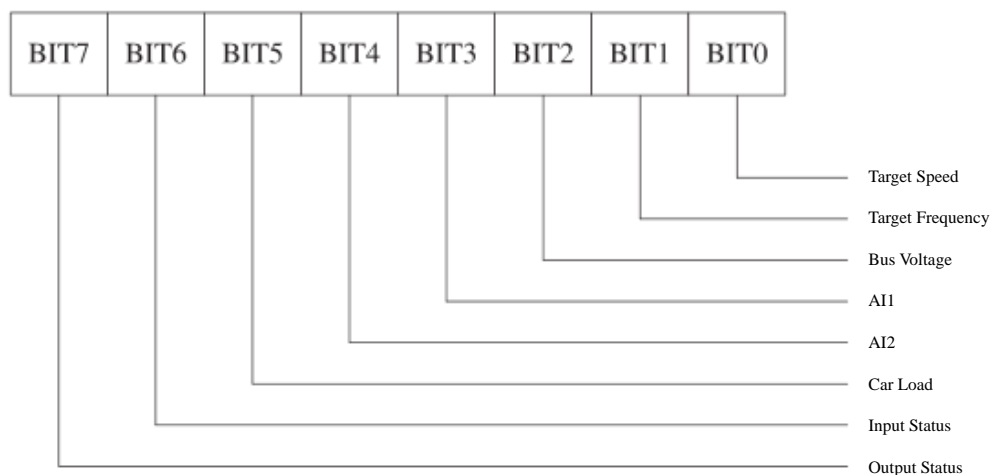 BIT7 BIT6 BIT5 BIT4 BIT3 BIT2 BIT1 BIT0
Target Speed
Target Frequency
Bus Voltage
AI1
AI2
Car Load
Input Status
Output Status